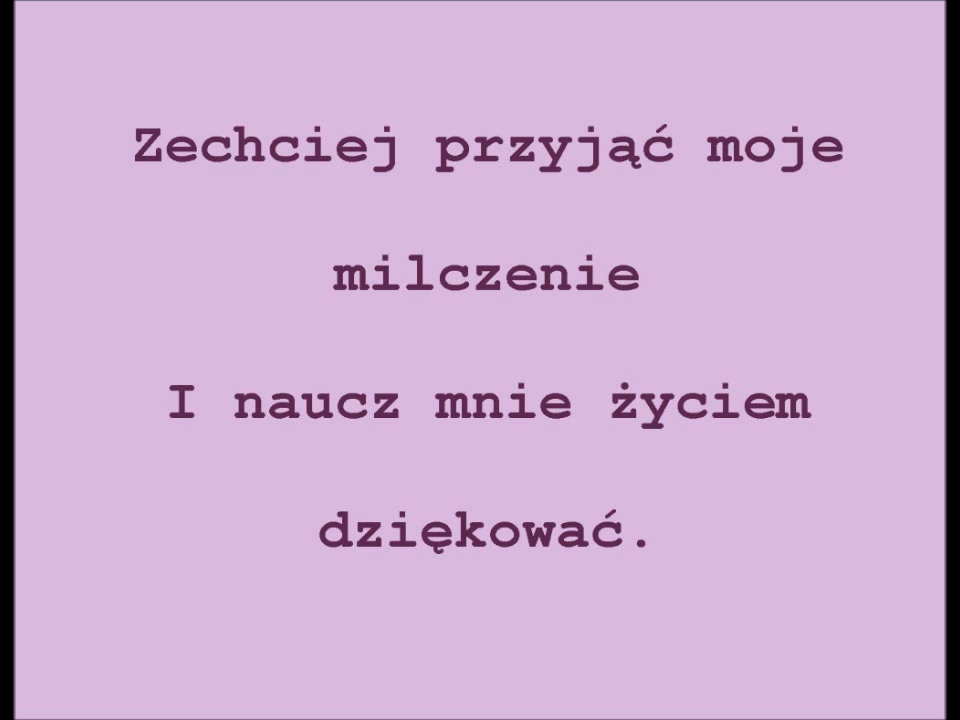 Zechciej przyjąć moje
milczenie
I naucz mnie życiem
dziękować.